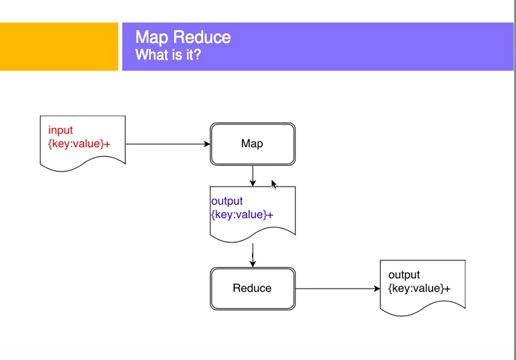 Map Reduce
What is it?
input
{key:value}+
Map
output
{key:value}+
Reduce
output
{key:value}+